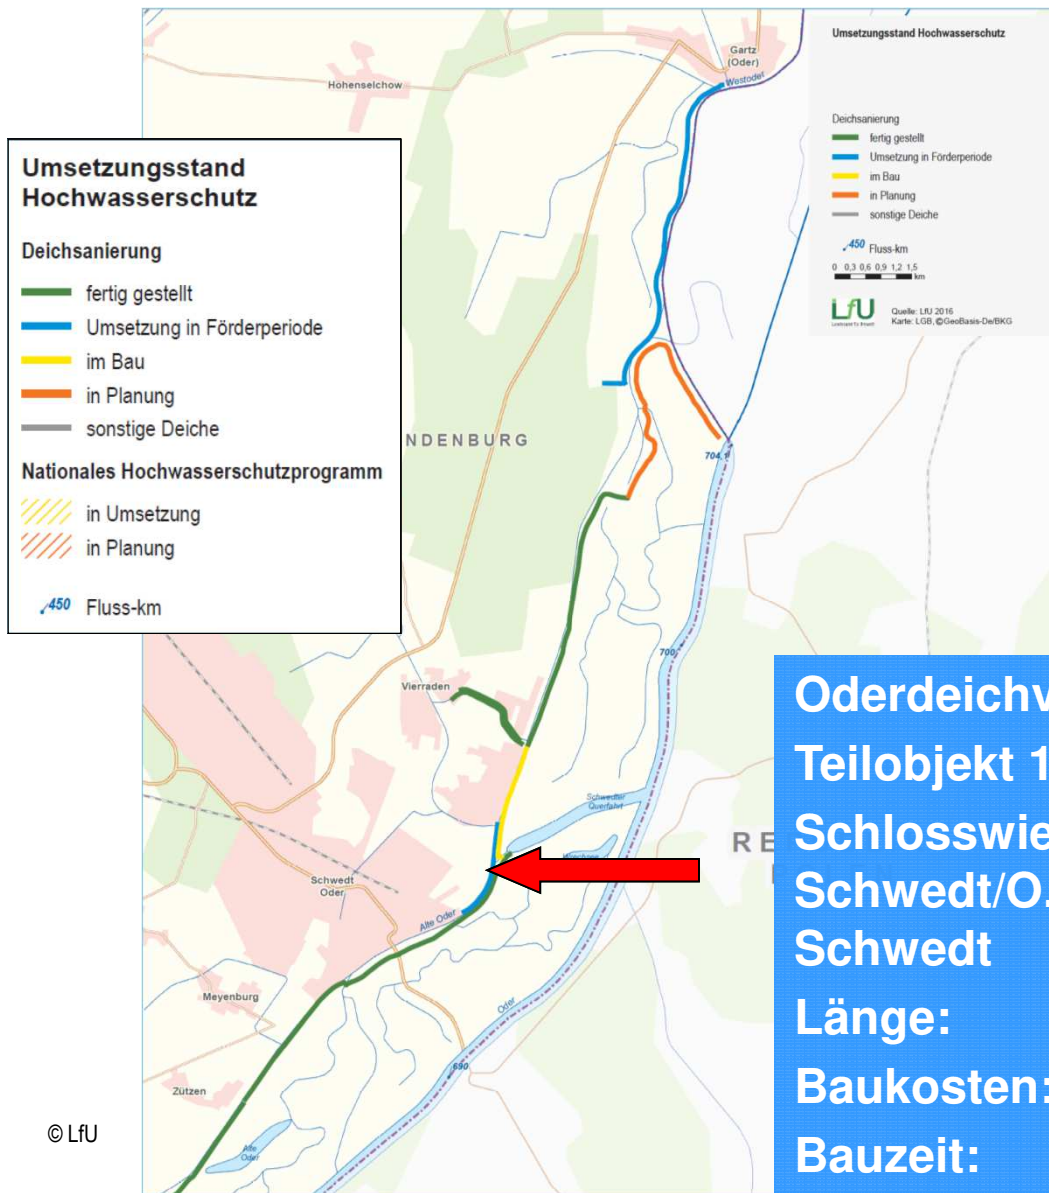 Umsetzungsstand Hochwasserschutz
Deichsanierung
fertig gestellt
Umsetzung in Förderperiode
im Bau
in Planung
sonstige Deiche
450 Fluss-km
0 0,3 0,6 0,9 1,2 1,5
km
LfU
Quelle: LfU 2016
Karte: LGB, ©GeoBasis-De/BKG
Umsetzungsstand
Hochwasserschutz
Deichsanierung
fertig gestellt
Umsetzung in Förderperiode
im Bau
in Planung
sonstige Deiche
Nationales Hochwasserschutzprogramm
in Umsetzung
in Planung
450 Fluss-km
Gartz
(Oder)
Westoder
Hohenselchow
NDENBURG
704,1
700
Vierraden
Schwedter
Querfahrt
RE
Schwedt
Oder
Alte Oder
Meyenburg
Oder
690
Zützen
Alte
Oder
© LfU
Oderdeichv
Teilobjekt 1
Schlosswie
Schwedt/O.
Schwedt
Länge:
Baukosten:
Bauzeit: